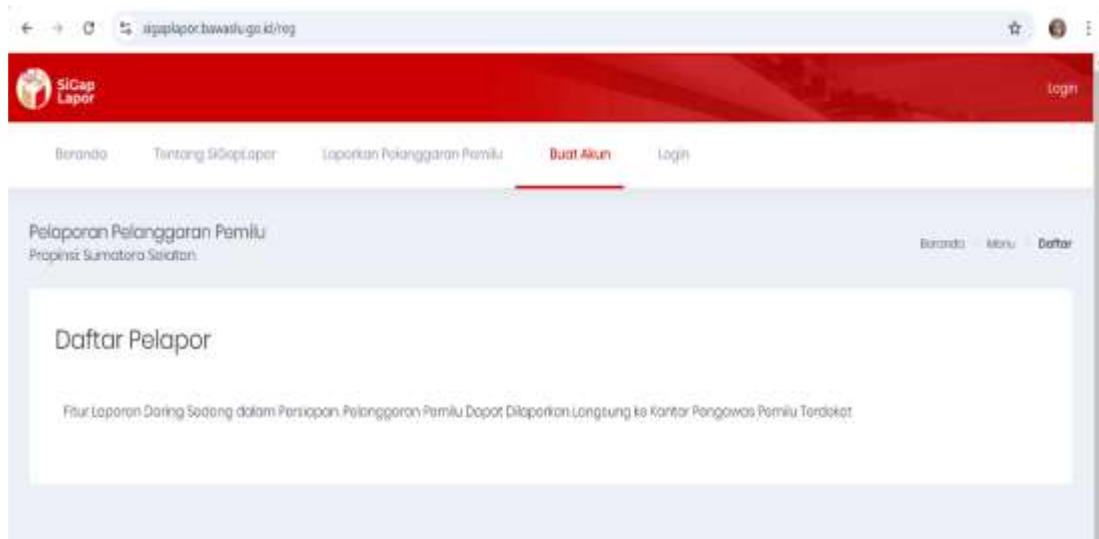 sigaplapor.bawaslu.go.id/reg
SiGap
Lapor
Login
Beranda Tentang SiGapLapor Laporkan Pelanggaran Pemilu Buat Akun Login
Pelaporan Pelanggaran Pemilu
Propinsi: Sumatera Selatan
Beranda Menu Daftar
Daftar Pelapor
Fitur Laporan Daring Sedang dalam Persiapan. Pelanggaran Pemilu Dapat Dilaporkan Langsung ke Kantor Pengawas Pemilu Terdekat